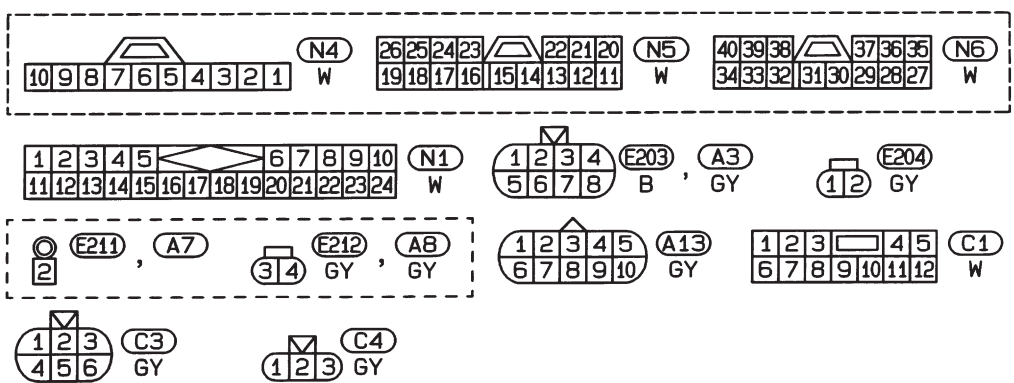 26 25 24 23 22 21 20 40 39 38 37 36 35
10 9 8 7 6 5 4 3 2 1 N4 W 19 18 17 16 15 14 13 12 11 N5 W 34 33 32 31 30 29 28 27 N6 W
1 2 3 4 5 6 7 8 9 10 N1 1 2 3 4 E203 , A3 E204
11 12 13 14 15 16 17 18 19 20 21 22 23 24 W 5 6 7 8 B GY 1 2 GY
E211 , A7 E212 , A8 1 2 3 4 5 A13 1 2 3 4 5 C1
2 3 4 GY GY 6 7 8 9 10 GY 6 7 8 9 10 11 12 W
1 2 3 C3 C4
4 5 6 GY 1 2 3 GY